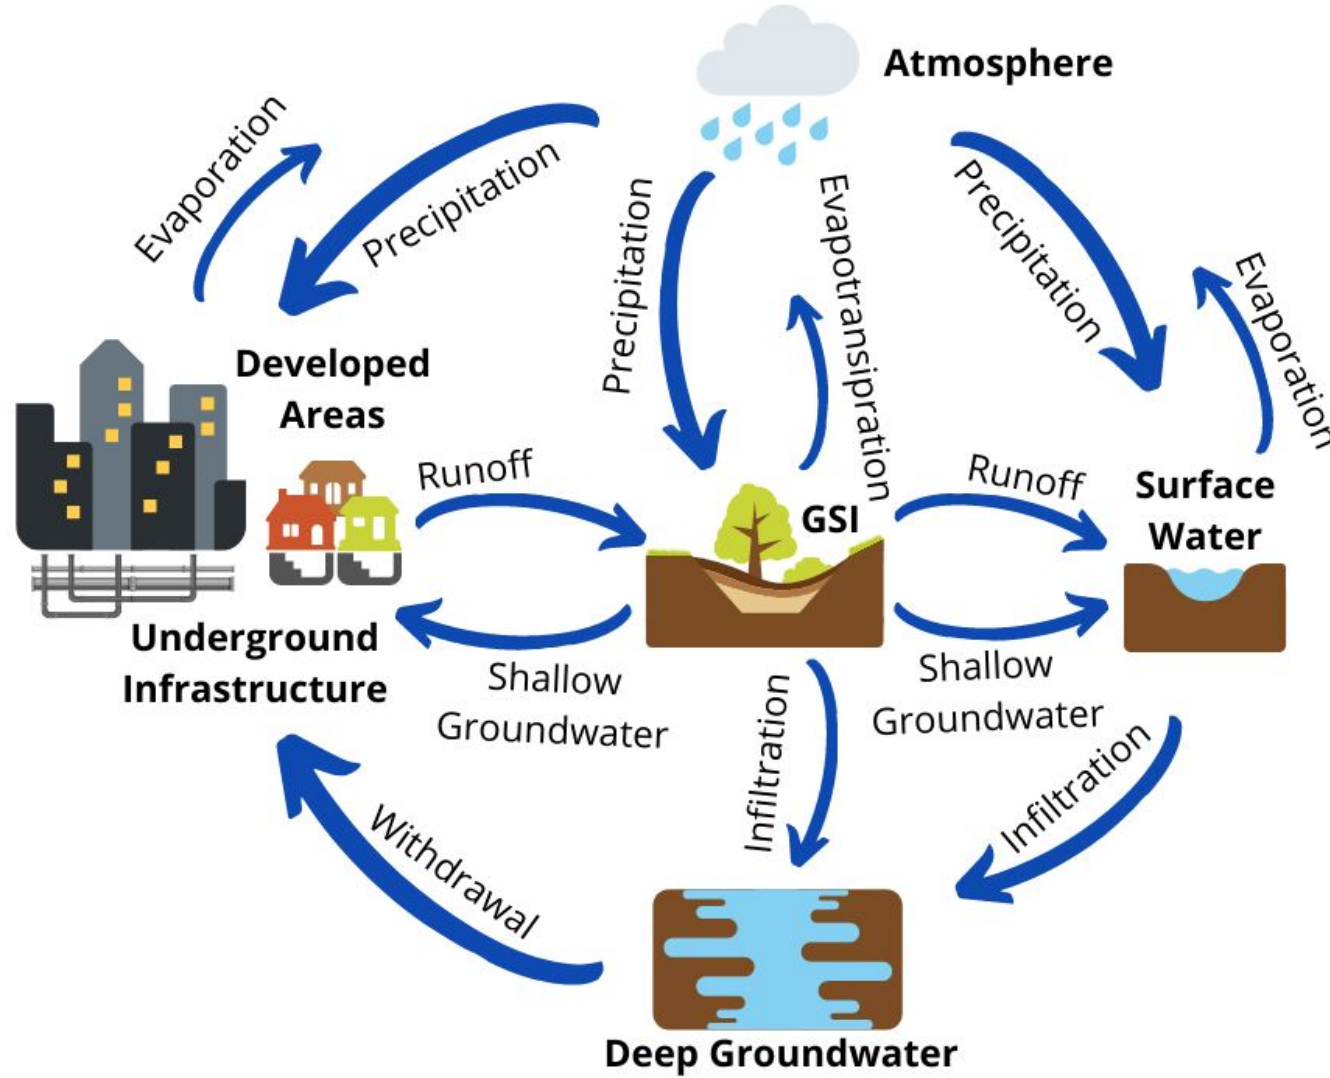 Atmosphere
Evaporation
Precipitation
Precipitation
Evapotransipration
Precipitation
Evaporation
Developed
Areas
Runoff
GSI
Runoff
Surface
Water
Underground
Infrastructure
Shallow
Groundwater
Infiltration
Shallow
Groundwater
Infiltration
Withdrawal
Deep Groundwater